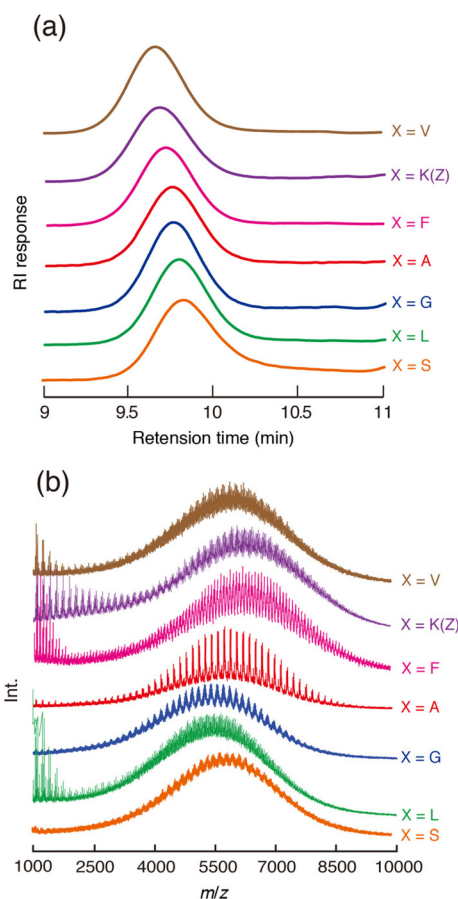 (a)
X = V
X = K(Z)
X = F
X = A
X = G
X = L
X = S
RI response
9 9.5 10 10.5 11
Retension time (min)
(b)
X = V
X = K(Z)
X = F
X = A
X = G
X = L
X = S
Int.
1000 2500 4000 5500 7000 8500 10000
m/z